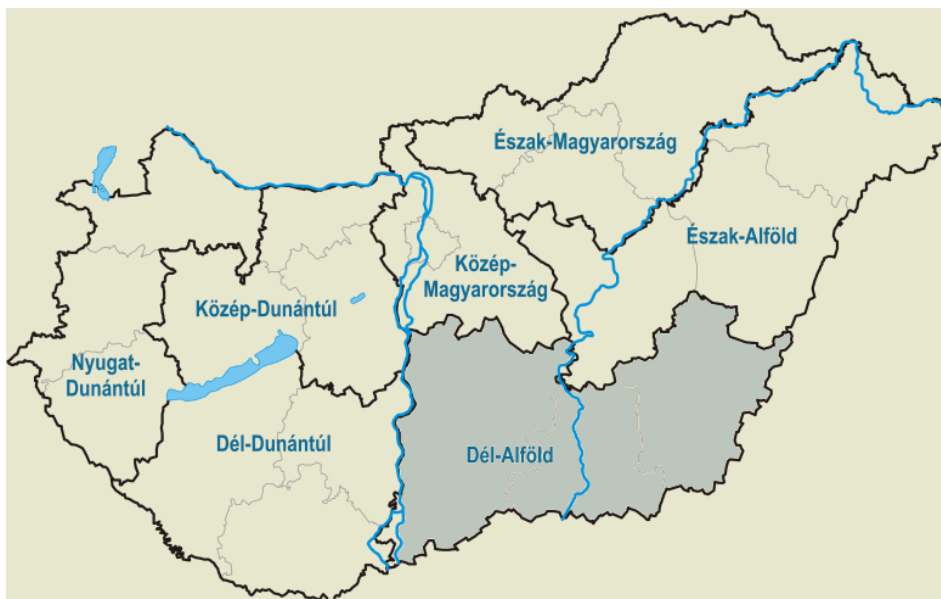 Észak-Magyarország
Észak-Alföld
Közép-
Magyarország
Közép-Dunántúl
Nyugat-
Dunántúl
Dél-Dunántúl
Dél-Alföld